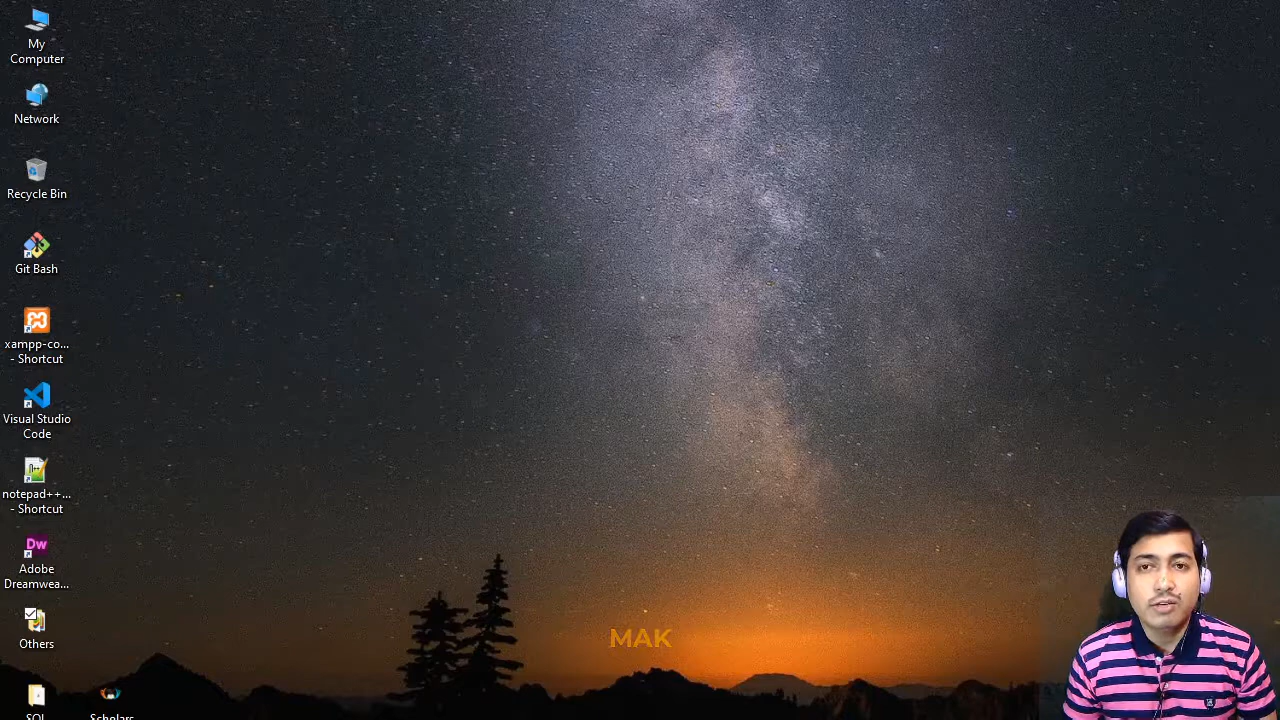 My
Computer
Network
Recycle Bin
Git Bash
xampp-co...
- Shortcut
Visual Studio
Code
notepad++...
- Shortcut
Dw
Adobe
Dreamwea...
Others
SQL
Scholars
MAK